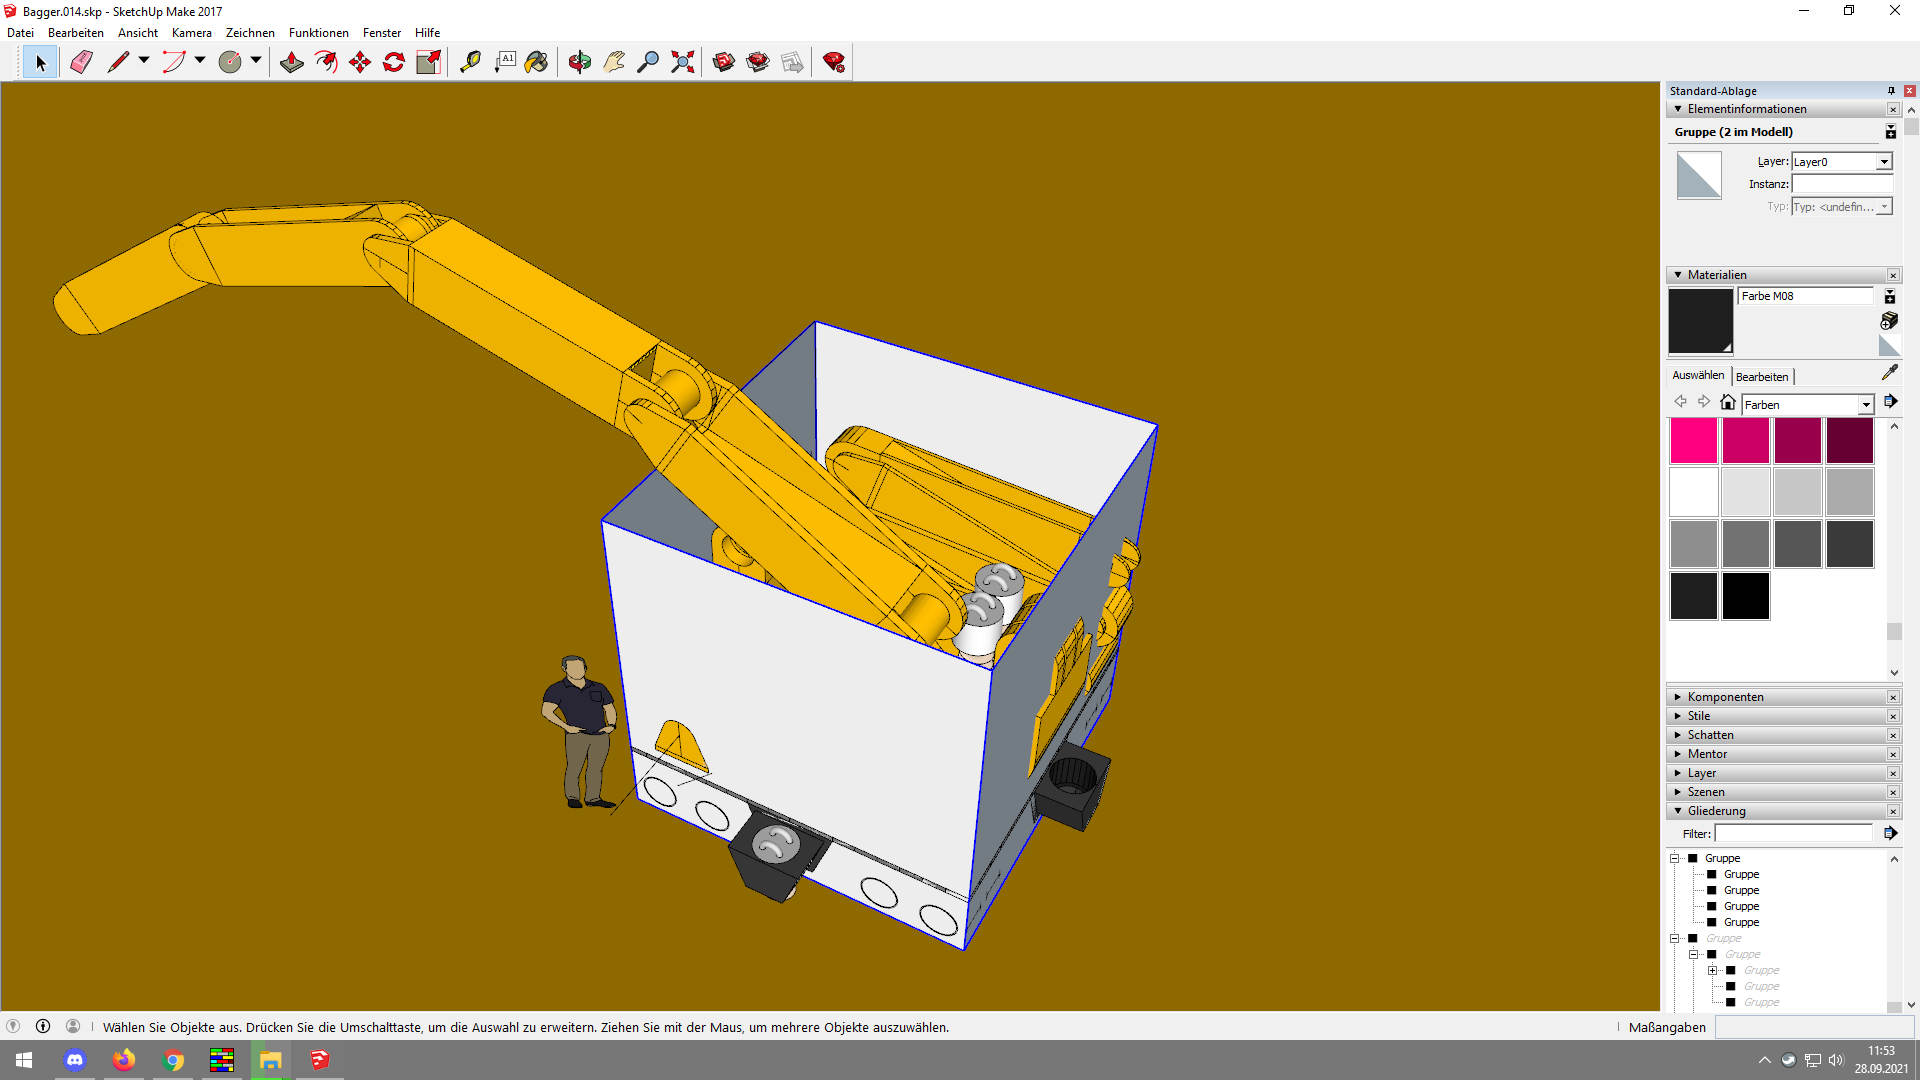 Bagger.014.skp - SketchUp Make 2017
Datei Bearbeiten Ansicht Kamera Zeichnen Funktionen Fenster Hilfe
A1
Standard-Ablage
Elementinformationen
Gruppe (2 im Modell)
Layer: Layer0
Instanz:
Typ: Typ: <undefin...
Materialien
Farbe M08
Auswählen Bearbeiten
Farben
Komponenten
Stile
Schatten
Mentor
Layer
Szenen
Gliederung
Filter:
Gruppe
Gruppe
Gruppe
Gruppe
Gruppe
Gruppe
Gruppe
Gruppe
Gruppe
Gruppe
Wählen Sie Objekte aus. Drücken Sie die Umschalttaste, um die Auswahl zu erweitern. Ziehen Sie mit der Maus, um mehrere Objekte auszuwählen.
Maßangaben
11:53
28.09.2021